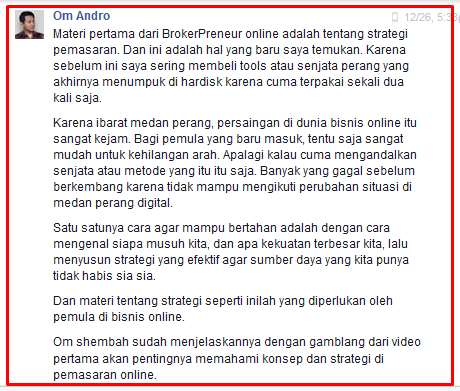 Om Andro
12/26, 5:33
Materi pertama dari BrokerPreneur online adalah tentang strategi
pemasaran. Dan ini adalah hal yang baru saya temukan. Karena
sebelum ini saya sering membeli tools atau senjata perang yang
akhirnya menumpuk di hardisk karena cuma terpakai sekali dua
kali saja.
Karena ibarat medan perang, persaingan di dunia bisnis online itu
sangat kejam. Bagi pemula yang baru masuk, tentu saja sangat
mudah untuk kehilangan arah. Apalagi kalau cuma mengandalkan
senjata atau metode yang itu itu saja. Banyak yang gagal sebelum
berkembang karena tidak mampu mengikuti perubahan situasi di
medan perang digital.
Satu satunya cara agar mampu bertahan adalah dengan cara
mengenal siapa musuh kita, dan apa kekuatan terbesar kita, lalu
menyusun strategi yang efektif agar sumber daya yang kita punya
tidak habis sia sia.
Dan materi tentang strategi seperti inilah yang diperlukan oleh
pemula di bisnis online.
Om shembah sudah menjelaskannya dengan gamblang dari video
pertama akan pentingnya memahami konsep dan strategi di
pemasaran online.